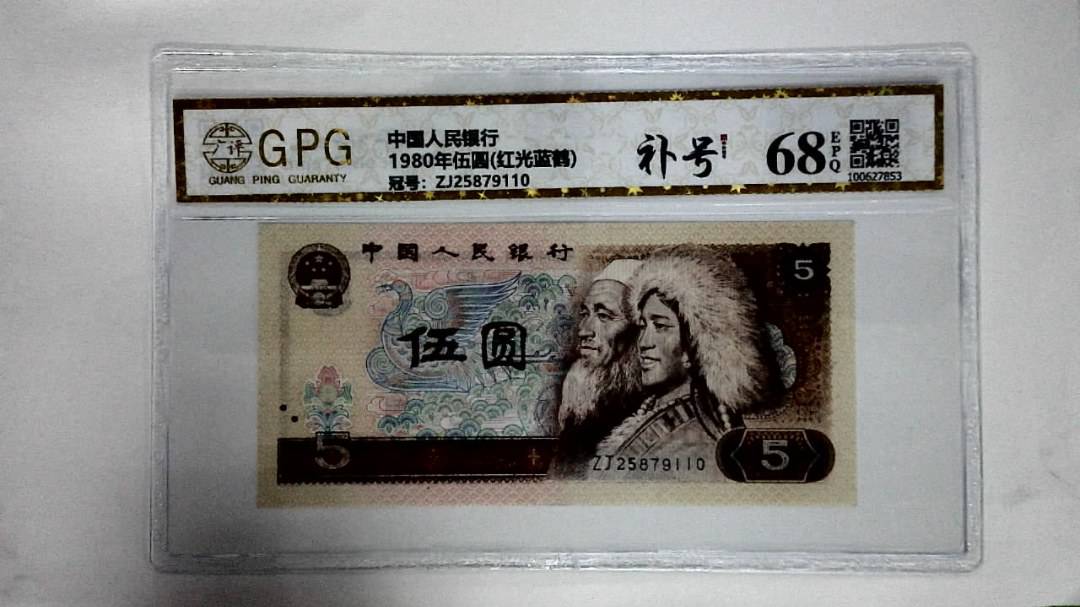 广评
GPG
GUANG PING GUARANTY
中国人民银行
1980年伍圆(红光蓝鹤)
冠号：ZJ25879110
补号
68
EPQ
100627853
中国人民银行
5
伍圆
5
ZJ25879110
5